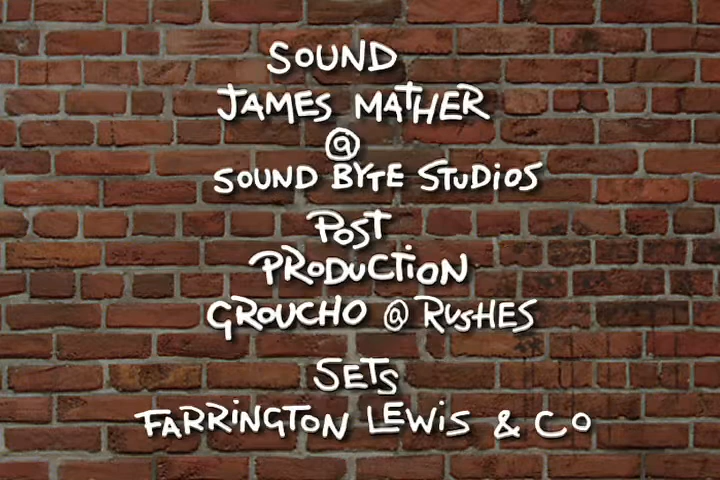 SOUND
JAMES MATHER
@
SOUND BYTE STUDIOS
POST
PRODUCTION
GROUCHO @ RUSHES
SETS
FARRINGTON LEWIS & CO